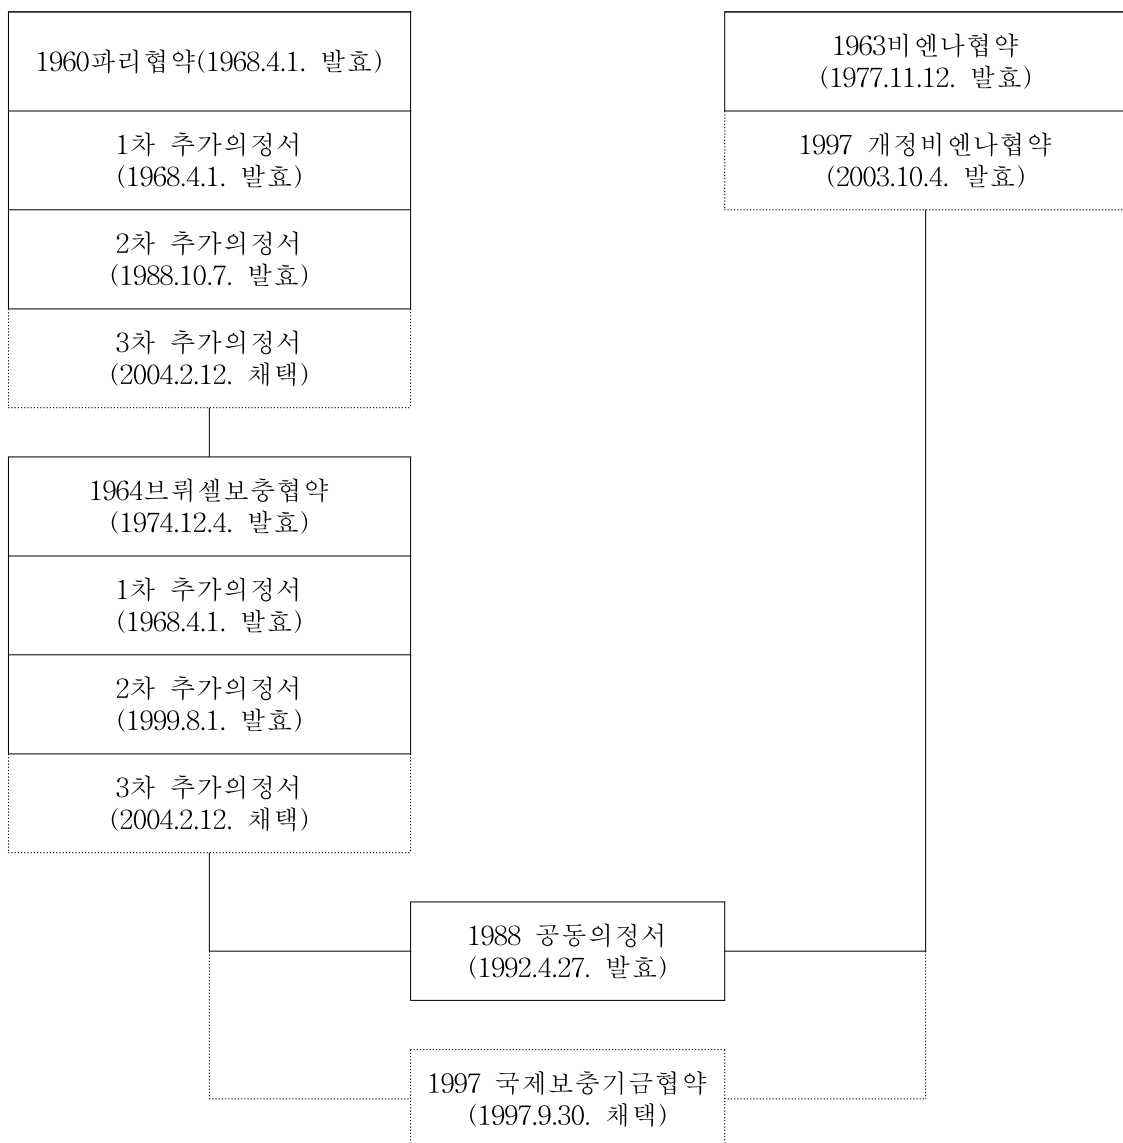 1960파리협약(1968.4.1. 발효)
1차 추가의정서
(1968.4.1. 발효)
2차 추가의정서
(1988.10.7. 발효)
3차 추가의정서
(2004.2.12. 채택)
1964브뤼셀보충협약
(1974.12.4. 발효)
1차 추가의정서
(1968.4.1. 발효)
2차 추가의정서
(1999.8.1. 발효)
3차 추가의정서
(2004.2.12. 채택)
1963비엔나협약
(1977.11.12. 발효)
1997 개정비엔나협약
(2003.10.4. 발효)
1988 공동의정서
(1992.4.27. 발효)
1997 국제보충기금협약
(1997.9.30. 채택)